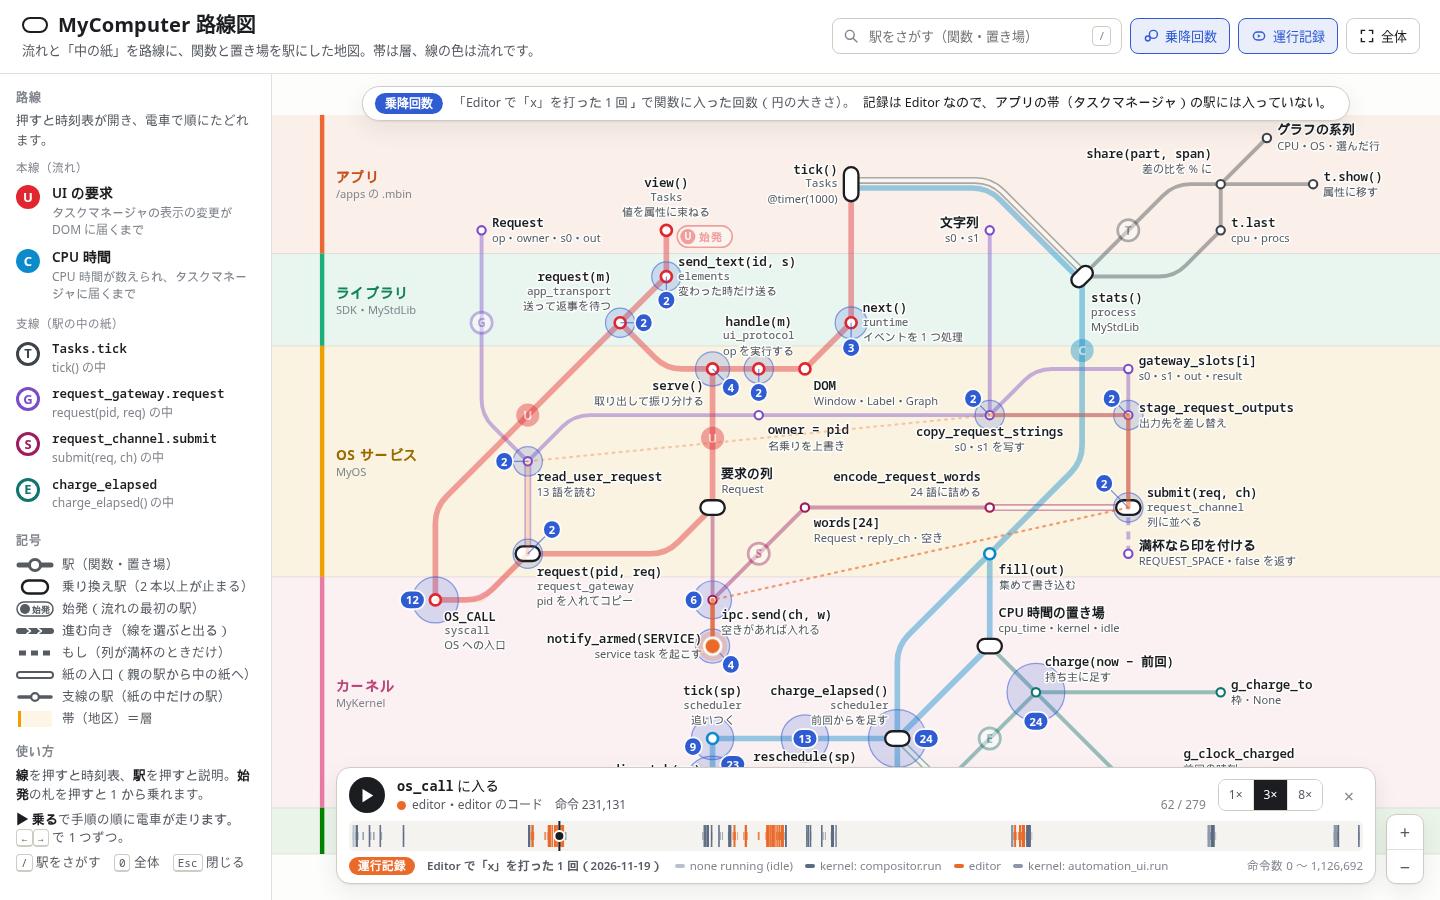 MyComputer 路線図
流れと「中の紙」を路線に、関数と置き場を駅にした地図。帯は層、線の色は流れです。
駅をさがす（関数・置き場）
/
乗降回数
運行記録
全体
路線
押すと時刻表が開き、電車で順にたどれ
ます。
本線（流れ）
U
UI の要求
タスクマネージャの表示の変更が
DOM に届くまで
C
CPU 時間
CPU 時間が数えられ、タスクマネー
ジャに届くまで
支線（駅の中の紙）
T
Tasks.tick
tick() の中
G
request_gateway.request
request(pid, req) の中
S
request_channel.submit
submit(req, ch) の中
E
charge_elapsed()
charge_elapsed() の中
記号
駅（関数・置き場）
乗り換え駅（2 本以上が止まる）
始発
始発（流れの最初の駅）
進む向き（線を選ぶと出る）
もし（列が満杯のときだけ）
紙の入口（親の駅から中の紙へ）
支線の駅（紙の中だけの駅）
帯（地区）＝層
使い方
線を押すと時刻表、駅を押すと説明。始
発の札を押すと 1 から乗れます。
▶ 乗るで手順の順に電車が走ります。
← → で 1 つずつ。
/ 駅をさがす 0 全体 Esc 閉じる
乗降回数 「Editor で「x」を打った 1 回」で関数に入った回数（円の大きさ）。 記録は Editor なので、アプリの帯（タスクマネージャ）の駅には入っていない。
アプリ
/apps の .mbin
ライブラリ
SDK・MyStdLib
OS サービス
MyOS
カーネル
MyKernel
グラフの系列
CPU・OS・選んだ行
share(part, span)
差の比を % に
t.show()
属性に移す
t.last
cpu・procs
T
tick()
Tasks
@timer(1000)
view()
Tasks
値を属性に束ねる
U 始発
Request
op・owner・s0・out
文字列
s0・s1
send_text(id, s)
elements
変わった時だけ送る
2
request(m)
app_transport
送って返事を待つ
2
G
handle(m)
ui_protocol
op を実行する
2
next()
runtime
イベントを 1 つ処理
3
stats()
process
MyStdLib
C
gateway_slots[i]
s0・s1・out・result
serve()
取り出して振り分ける
4
DOM
Window・Label・Graph
2
2
stage_request_outputs
出力先を差し替え
U
U
owner = pid
名乗りを上書き
copy_request_strings
s0・s1 を写す
2
read_user_request
13 語を読む
要求の列
Request
encode_request_words
24 語に詰める
2
submit(req, ch)
request_channel
列に並べる
words[24]
Request・reply_ch・空き
2
S
満杯なら印を付ける
REQUEST_SPACE・false を返す
request(pid, req)
request_gateway
pid を入れてコピー
fill(out)
集めて書き込む
12
OS_CALL
syscall
OS への入口
6
ipc.send(ch, w)
空きがあれば入れる
CPU 時間の置き場
cpu_time・kernel・idle
notify_armed(SERVICE)
service task を起こす
4
charge(now − 前回)
持ち主に足す
24
g_charge_to
枠・None
tick(sp)
scheduler
追いつく
9
charge_elapsed()
scheduler
前回からを足す
13
24
E
reschedule(sp)
23
g_clock_charged
os_call に入る
editor・editor のコード 命令 231,131
62 / 279
1×
3×
8×
×
運行記録 Editor で「x」を打った 1 回（2026-11-19） none running (idle) kernel: compositor.run editor kernel: automation_ui.run 命令数 0 〜 1,126,692
+
−